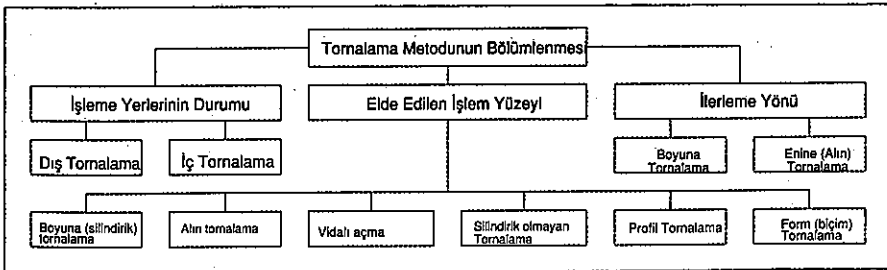 Tornalama Metodunun Bölümlenmesi
İşleme Yerlerinin Durumu
Elde Edilen İşlem Yüzeyi
İlerleme Yönü
Dış Tornalama
İç Tornalama
Boyuna
Tornalama
Enine (Alın)
Tornalama
Boyuna (silindirik)
tornalama
Alın tornalama
Vidalı açma
Silindirik olmayan
Tornalama
Profil Tornalama
Form (biçim)
Tornalama